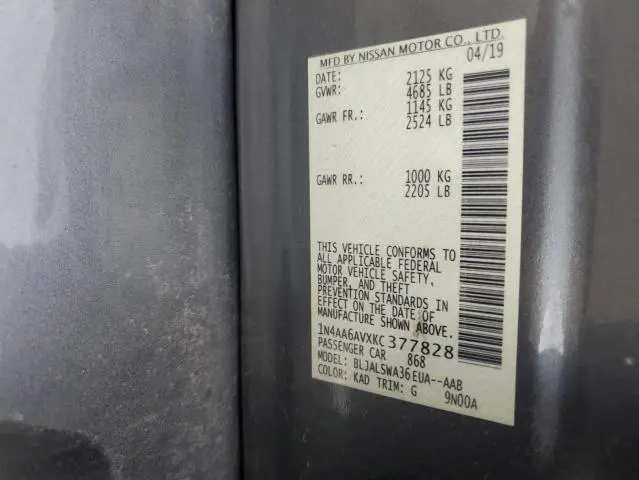 MFD BY NISSAN MOTOR CO., LTD.
04/19
DATE: 2125 KG
GVWR: 4685 LB
GAWR FR.: 1145 KG
2524 LB
GAWR RR.: 1000 KG
2205 LB
THIS VEHICLE CONFORMS TO
ALL APPLICABLE FEDERAL
MOTOR VEHICLE SAFETY,
BUMPER, AND THEFT
PREVENTION STANDARDS IN
EFFECT ON THE DATE OF
MANUFACTURE SHOWN ABOVE.
1N4AA6AVXKC377828
PASSENGER CAR 868
MODEL: BLJALSWA36EUA--AAB
COLOR: KAD TRIM: G 9N00A